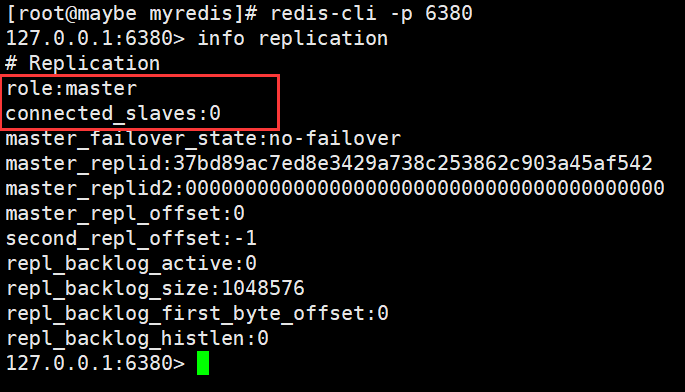 [root@maybe myredis]# redis-cli -p 6380
127.0.0.1:6380> info replication
# Replication
role:master
connected_slaves:0
master_failover_state:no-failover
master_replid:37bd89ac7ed8e3429a738c253862c903a45af542
master_replid2:0000000000000000000000000000000000000000
master_repl_offset:0
second_repl_offset:-1
repl_backlog_active:0
repl_backlog_size:1048576
repl_backlog_first_byte_offset:0
repl_backlog_histlen:0
127.0.0.1:6380>